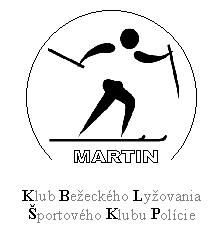 MARTIN
Klub Bežeckého Lyžovania
Športového Klubu Polície